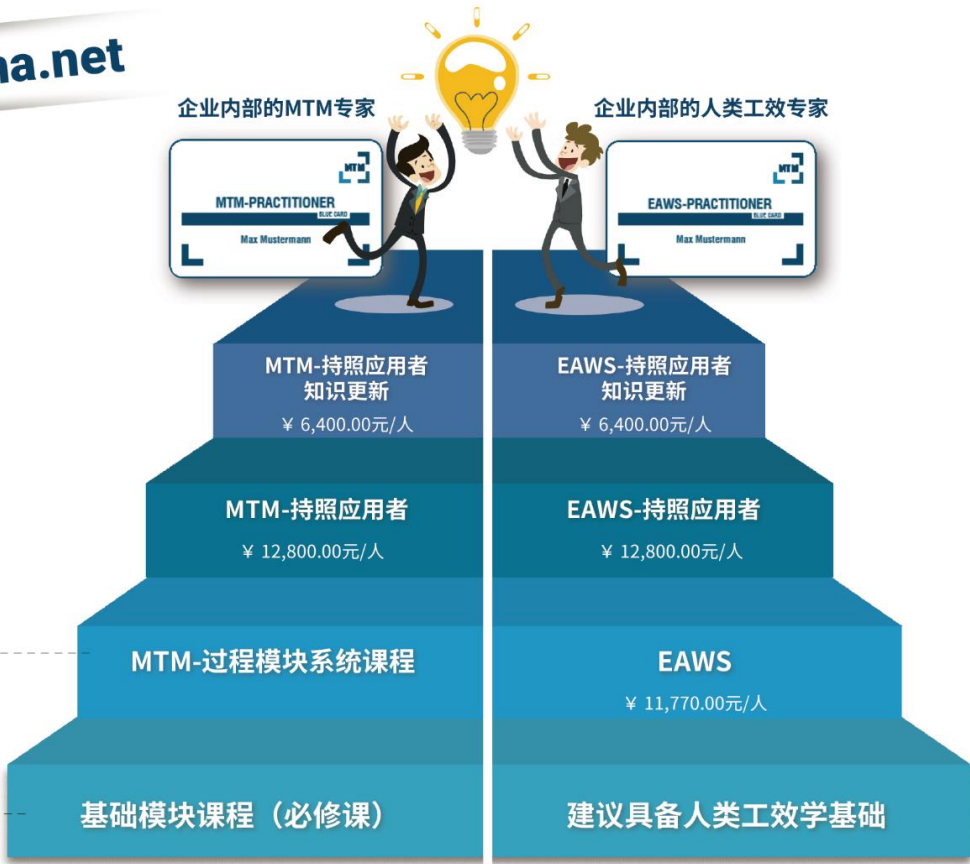 na.net
企业内部的MTM专家
企业内部的人类工效专家
MTM
MTM-PRACTITIONER
BLUE CARD
Max Mustermann
MTM
EAWS-PRACTITIONER
BLUE CARD
Max Mustermann
MTM-持照应用者
知识更新
¥ 6,400.00元/人
EAWS-持照应用者
知识更新
¥ 6,400.00元/人
MTM-持照应用者
¥ 12,800.00元/人
EAWS-持照应用者
¥ 12,800.00元/人
MTM-过程模块系统课程
EAWS
¥ 11,770.00元/人
基础模块课程（必修课）
建议具备人类工效学基础